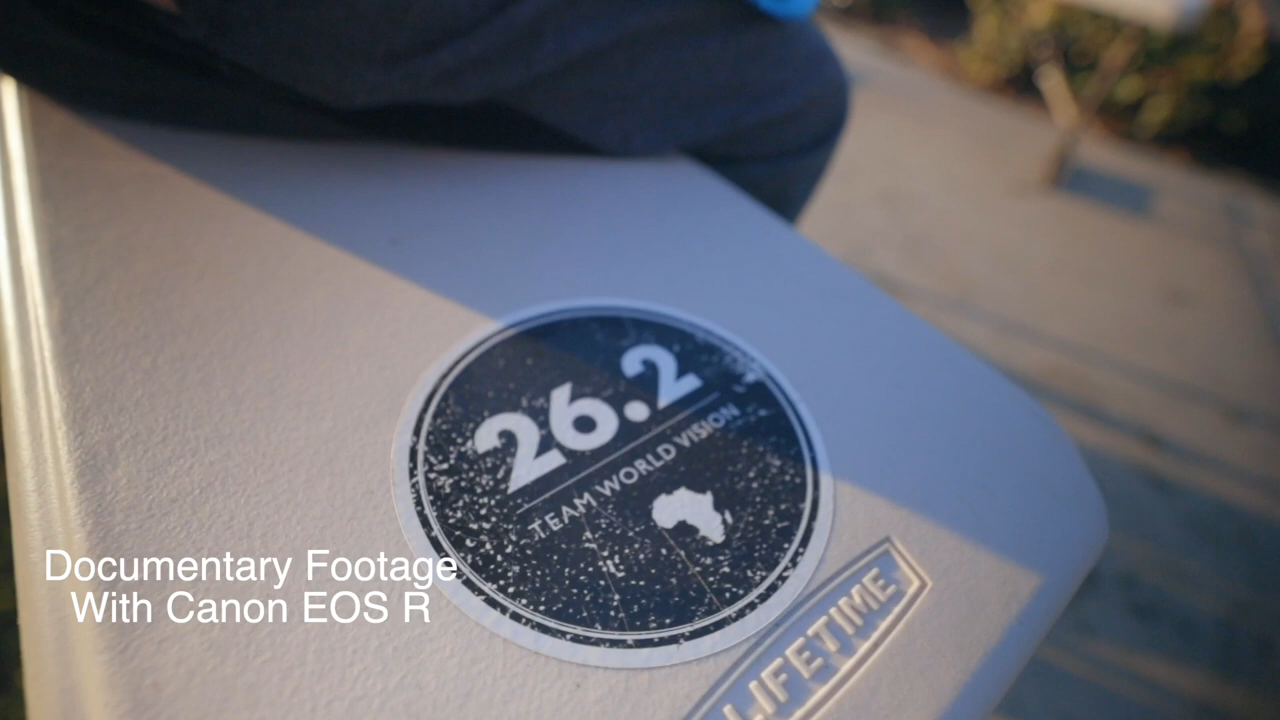 26.2
TEAM WORLD VISION
LIFETIME
Documentary Footage
With Canon EOS R